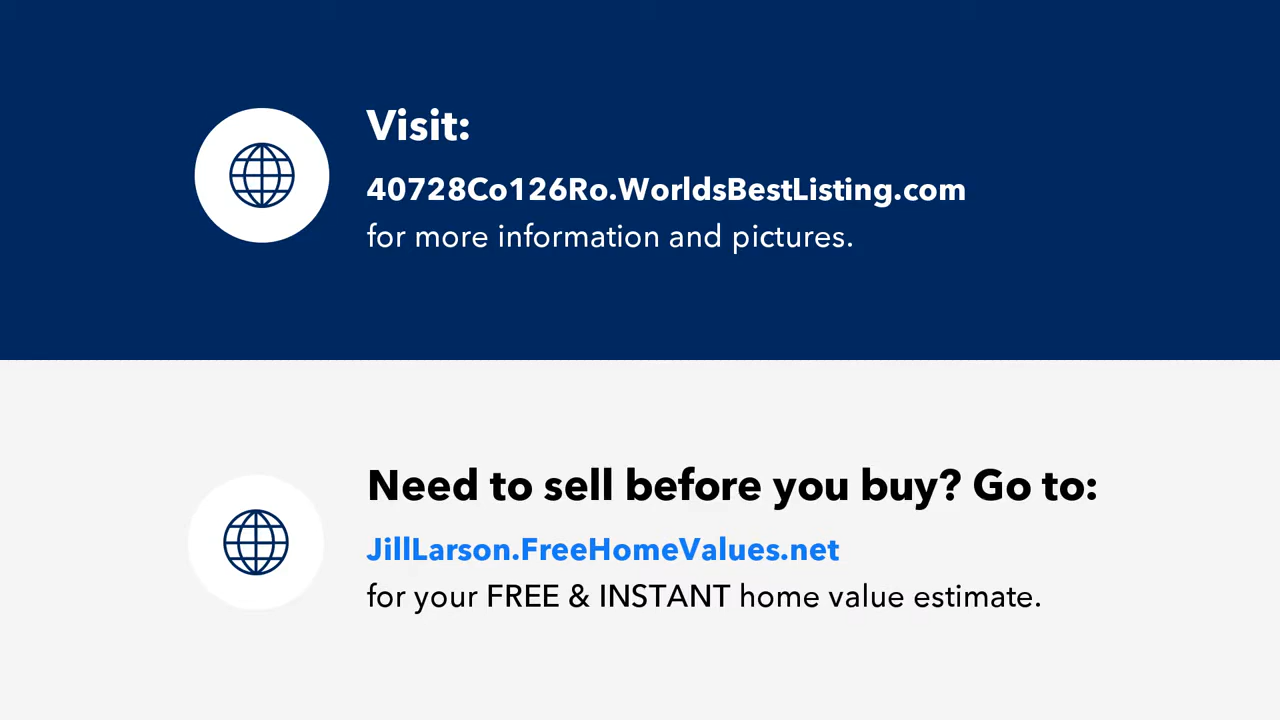 Visit:
40728Co126Ro.WorldsBestListing.com
for more information and pictures.
Need to sell before you buy? Go to:
JillLarson.FreeHomeValues.net
for your FREE & INSTANT home value estimate.